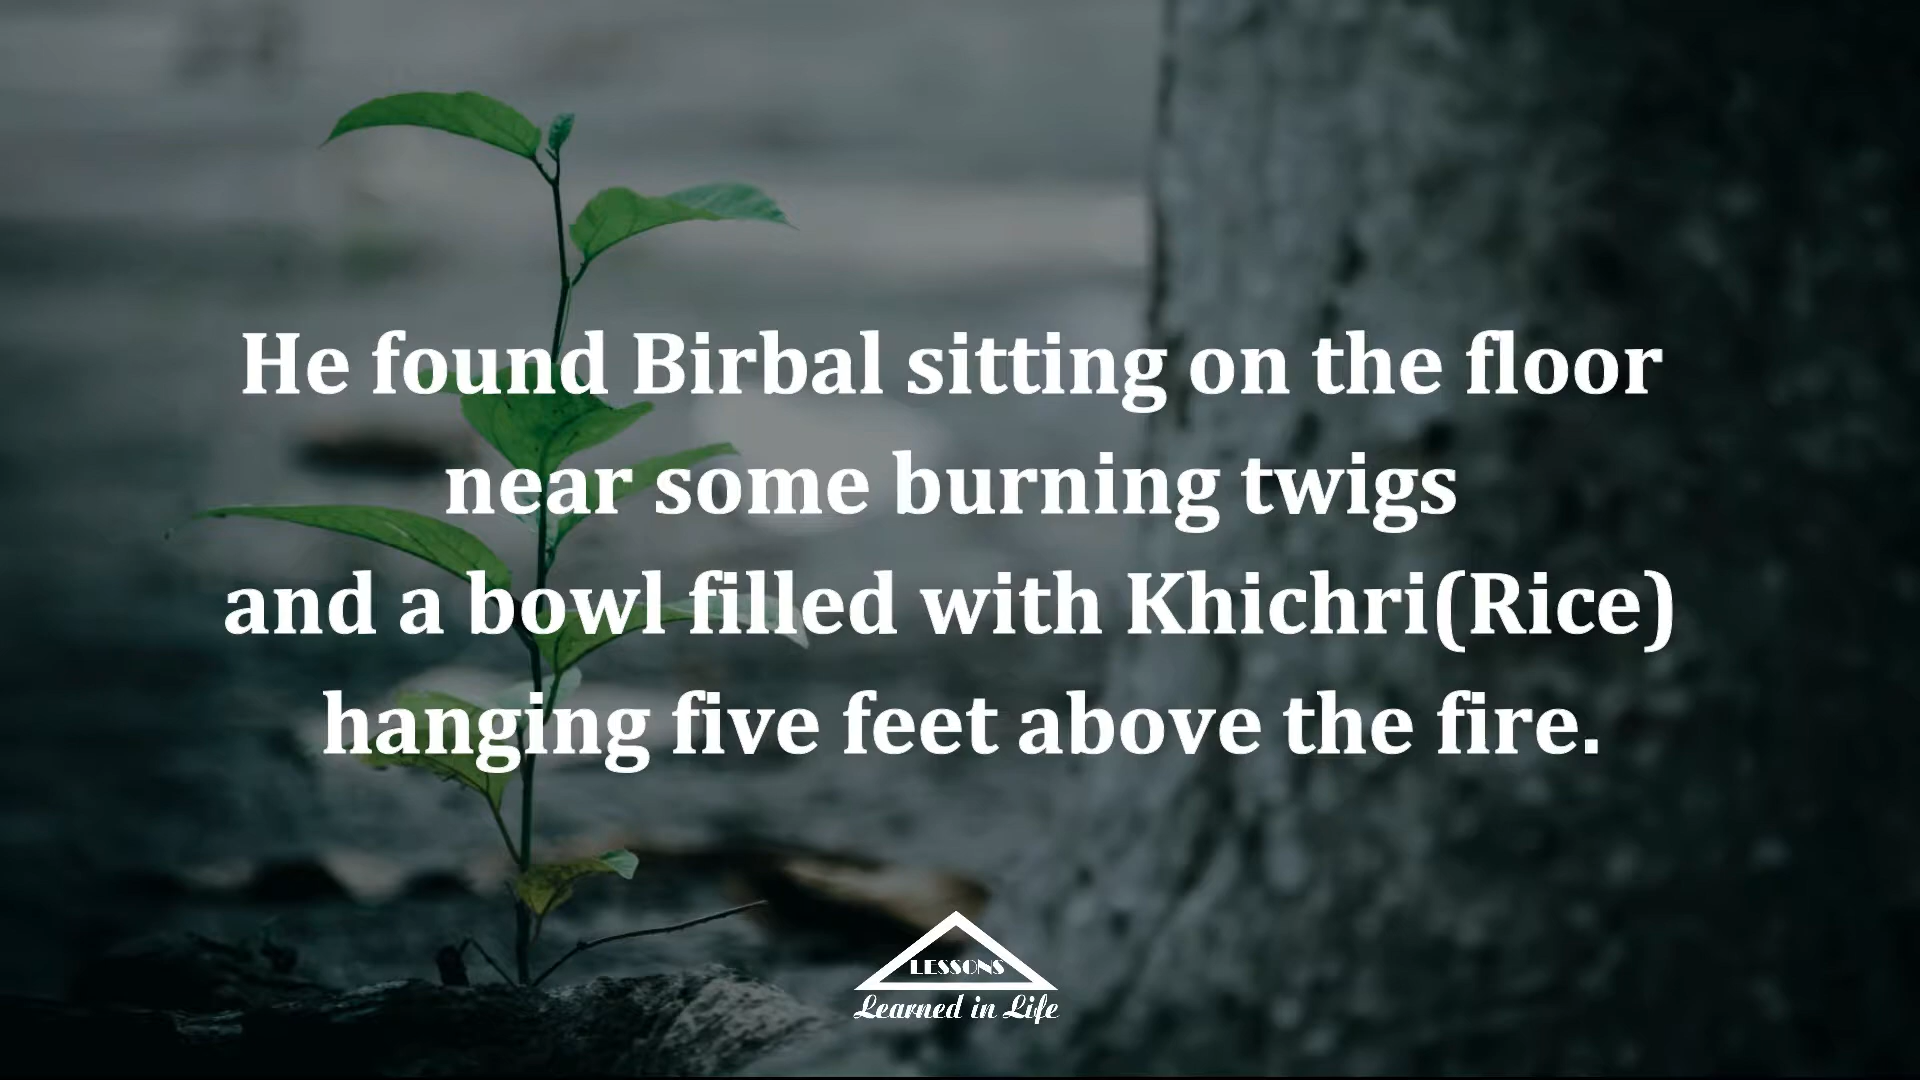 He found Birbal sitting on the floor
near some burning twigs
and a bowl filled with Khichri(Rice)
hanging five feet above the fire.
LESSONS
Learned in Life